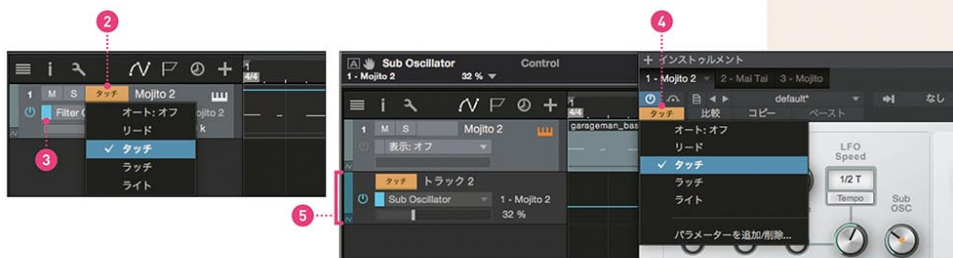 2
4
3
5
1
4/4
1 M S タッチ Mojito 2
Filter
ojito 2
k
オート: オフ
リード
✓ タッチ
ラッチ
ライト
A Sub Oscillator Control
1 - Mojito 2 32 % ▼
1
4/4
1 M S Mojito 2
表示: オフ
garageman_bas
タッチ トラック 2
Sub Oscillator 1 - Mojito 2
32 %
+ インストゥルメント
1 - Mojito 2 2 - Mai Tai 3 - Mojito
default* なし
タッチ 比較 コピー ペースト
オート: オフ
リード
✓ タッチ
ラッチ
ライト
パラメーターを追加/削除...
LFO
Speed
1/2 T
Tempo
Sub
OSC